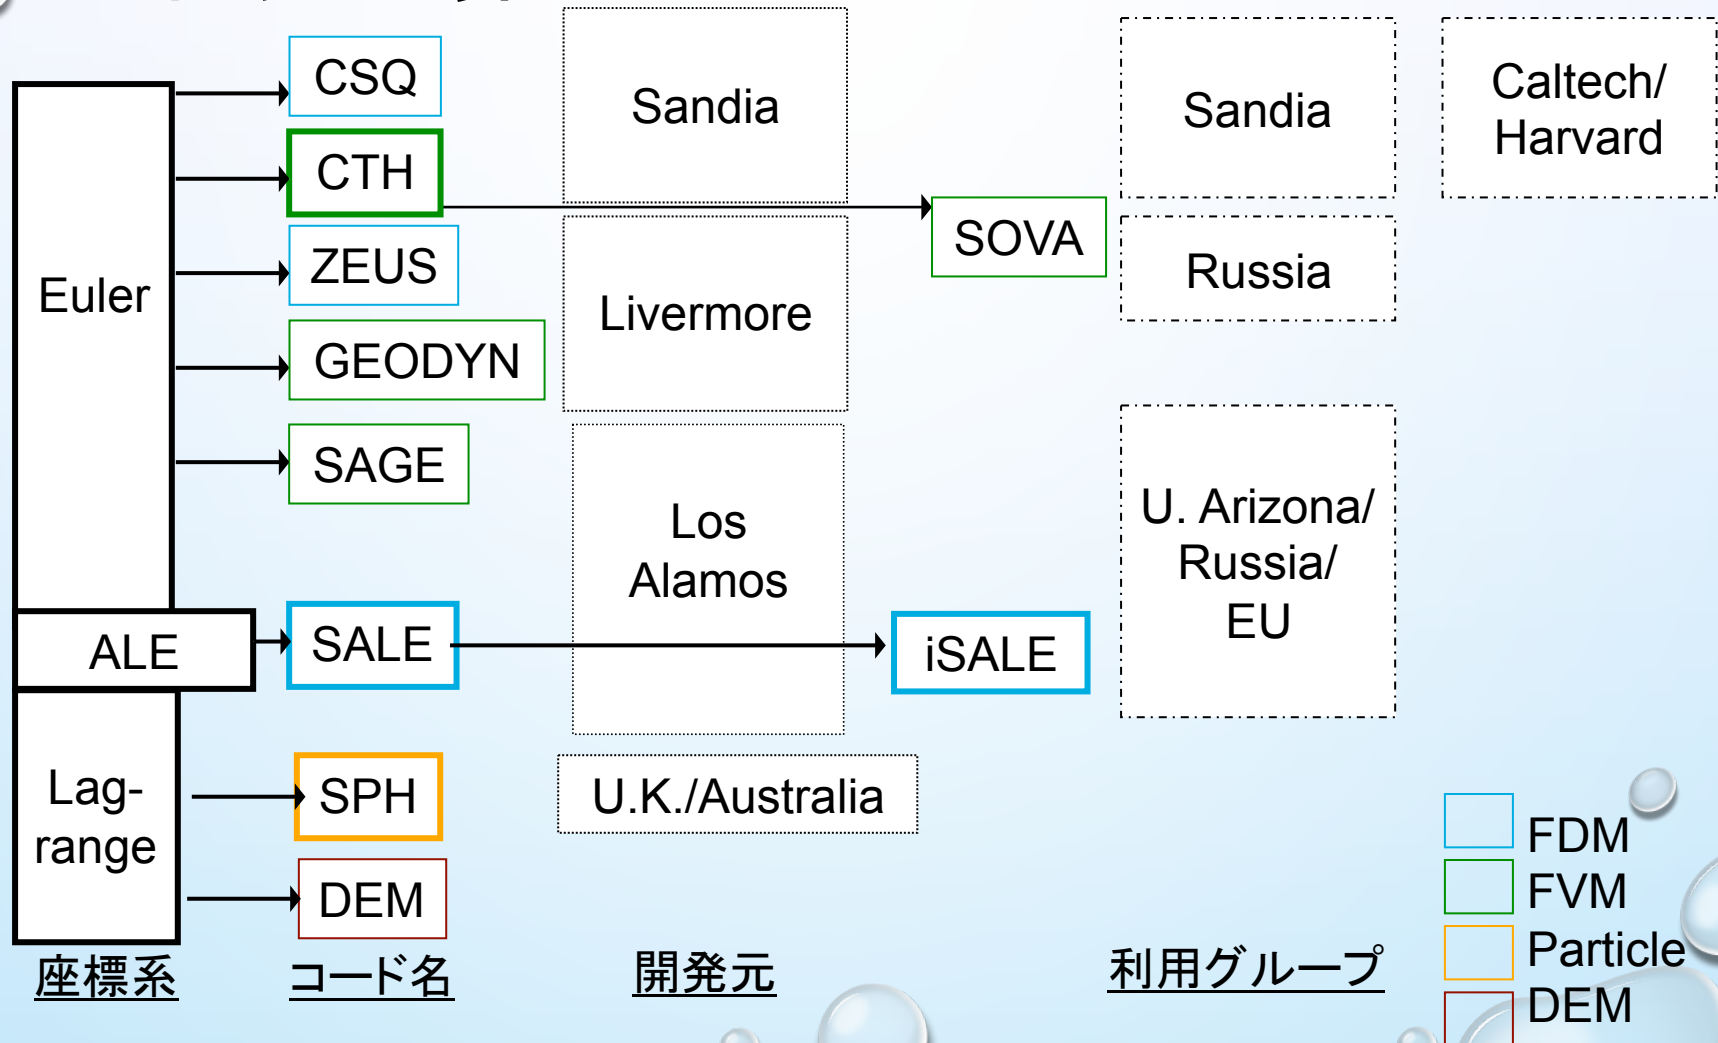 CSQ
CTH
ZEUS
GEODYN
SAGE
SALE
SPH
DEM
Euler
ALE
Lag-
range
Sandia
Livermore
Los
Alamos
U.K./Australia
SOVA
iSALE
Sandia
Russia
U. Arizona/
Russia/
EU
Caltech/
Harvard
FDM
FVM
Particle
DEM
座標系
コード名
開発元
利用グループ